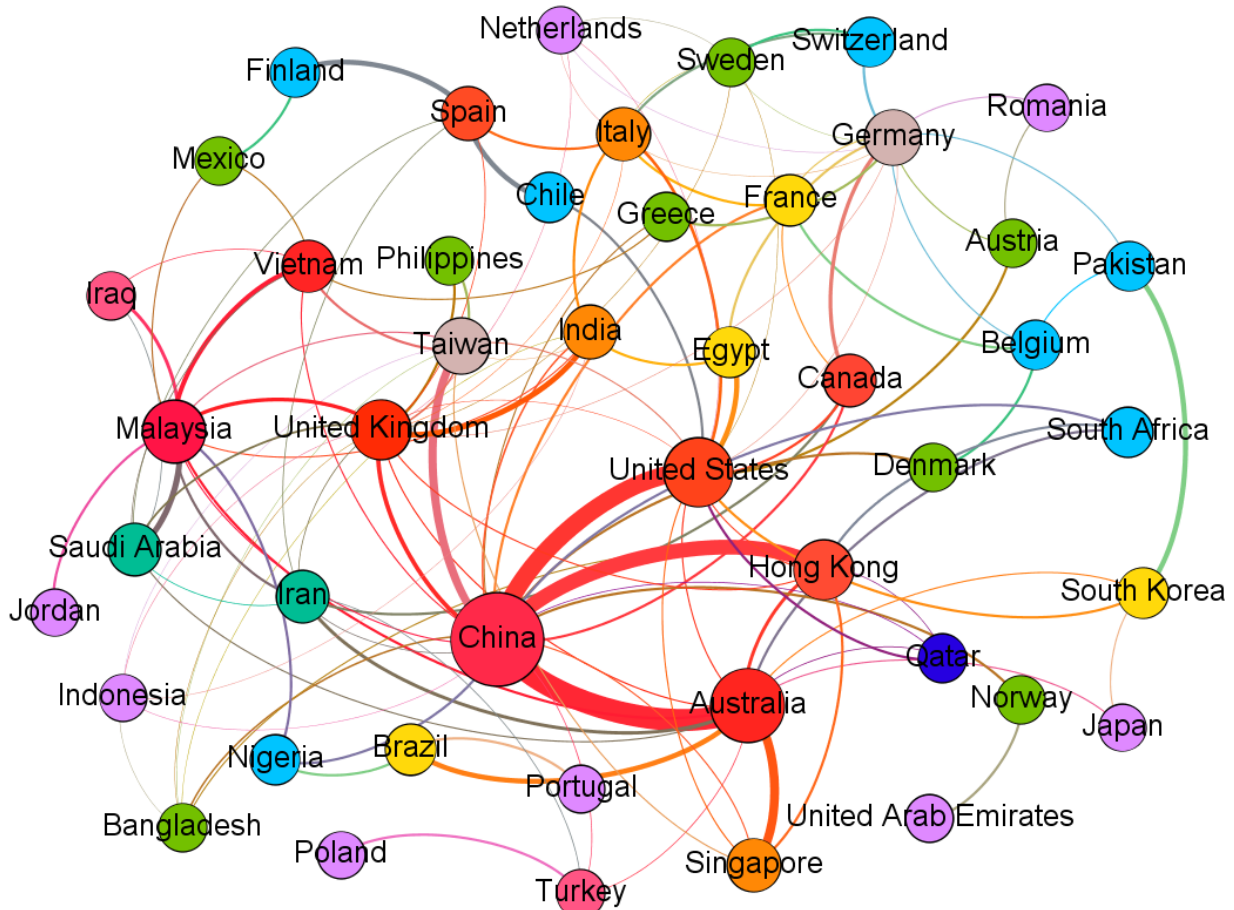 Netherlands
Sweden
Switzerland
Finland
Spain
Italy
Germany
Romania
Mexico
Chile
Greece
France
Austria
Vietnam
Philippines
Pakistan
Iraq
Taiwan
India
Egypt
Belgium
Canada
Malaysia
United Kingdom
United States
Denmark
South Africa
Saudi Arabia
Iran
Hong Kong
South Korea
Jordan
China
Qatar
Indonesia
Australia
Norway
Japan
Nigeria
Brazil
Portugal
Bangladesh
United Arab Emirates
Poland
Singapore
Turkey